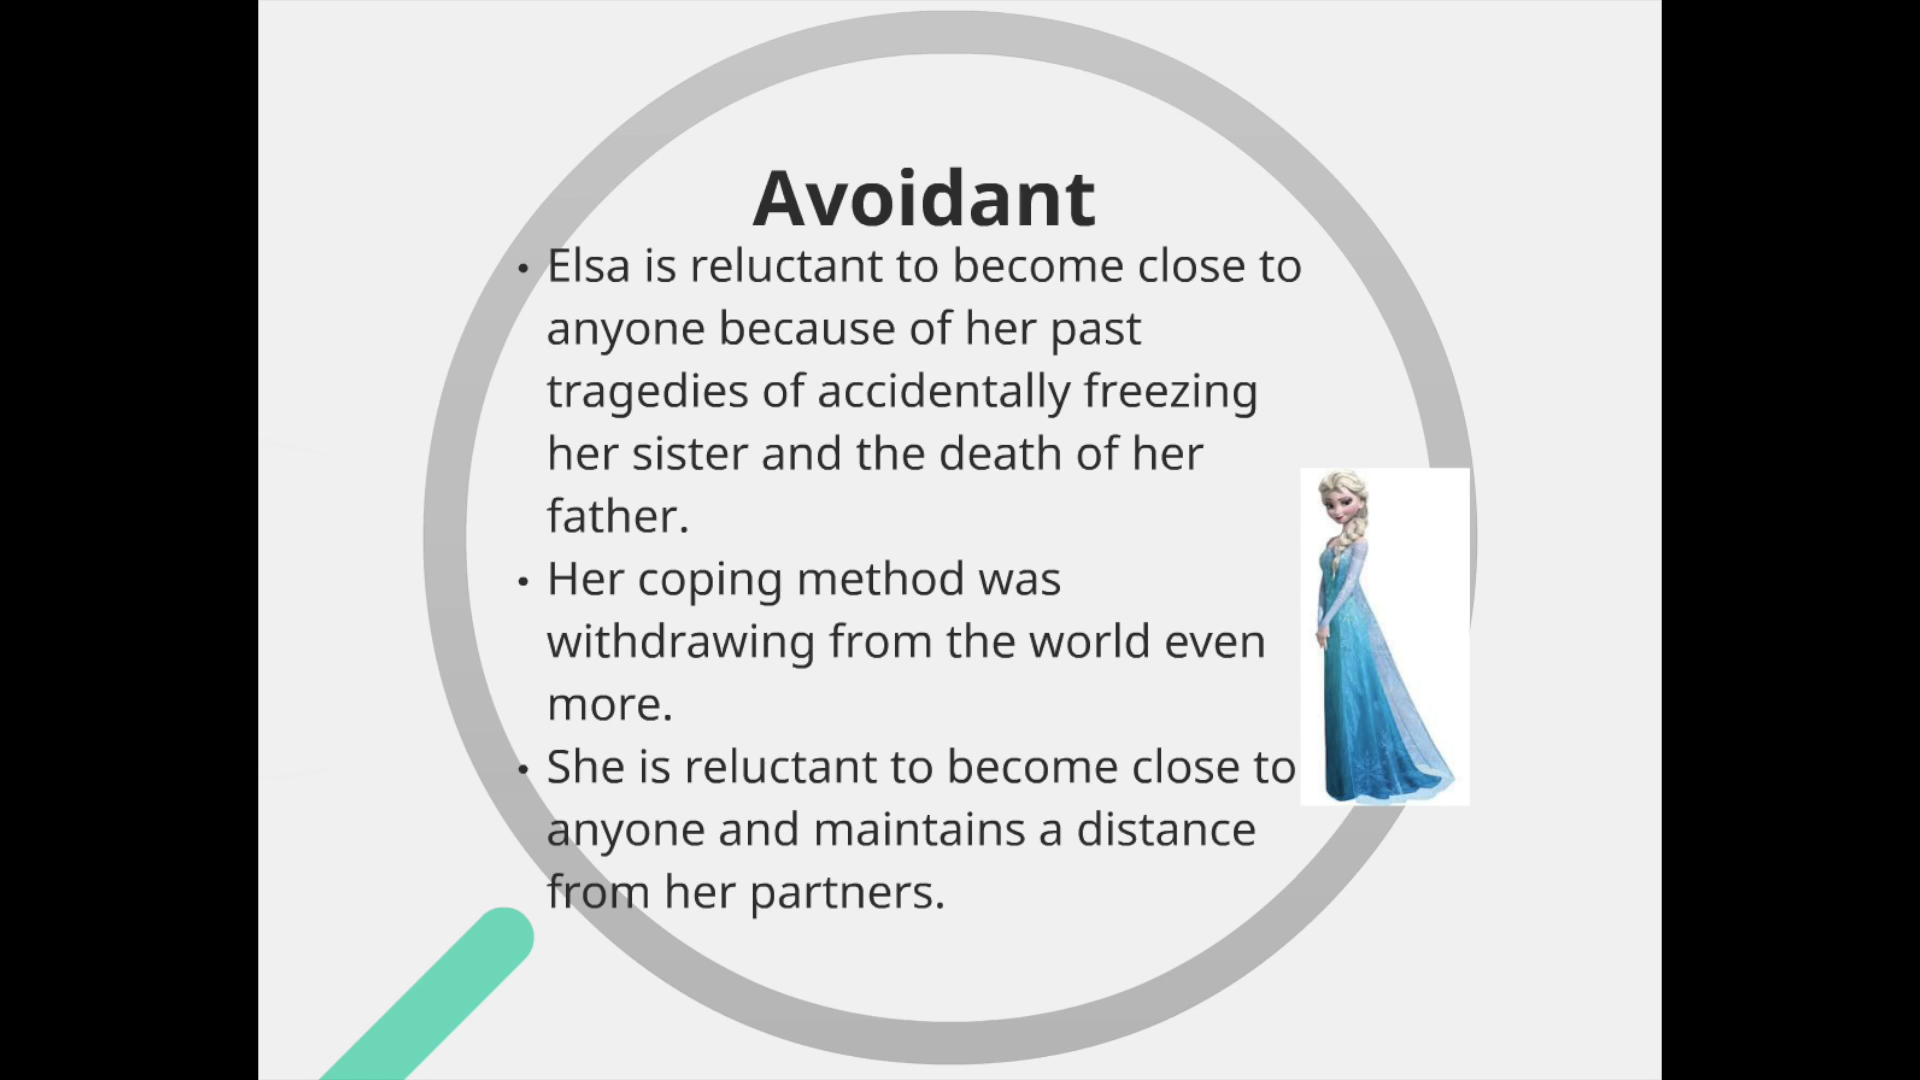 Avoidant
• Elsa is reluctant to become close to
anyone because of her past
tragedies of accidentally freezing
her sister and the death of her
father.
• Her coping method was
withdrawing from the world even
more.
• She is reluctant to become close to
anyone and maintains a distance
from her partners.